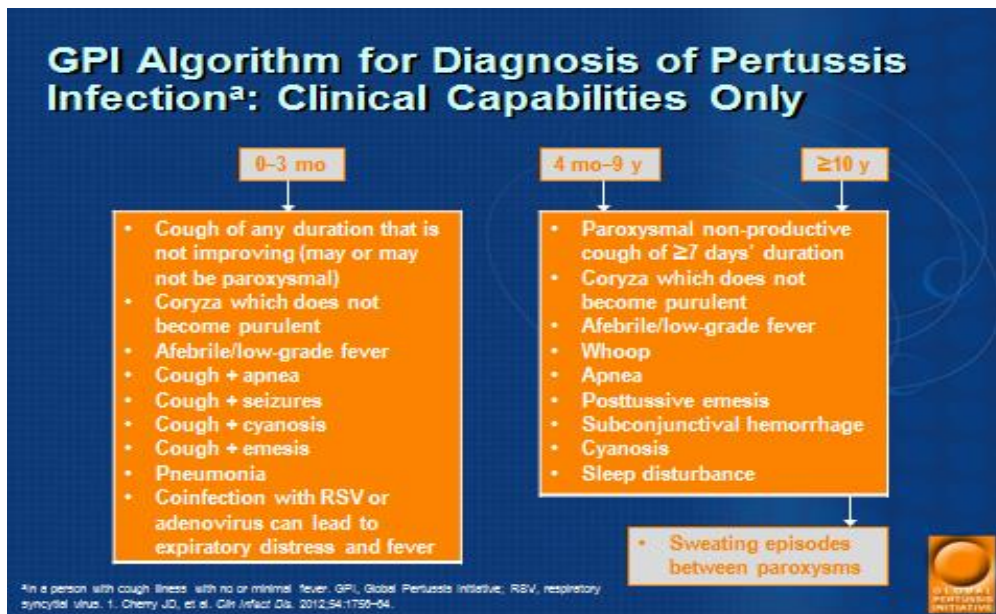 GPI Algorithm for Diagnosis of Pertussis
Infectionª: Clinical Capabilities Only
0–3 mo
• Cough of any duration that is
not improving (may or may
not be paroxysmal)
• Coryza which does not
become purulent
• Afebrile/low-grade fever
• Cough + apnea
• Cough + seizures
• Cough + cyanosis
• Cough + emesis
• Pneumonia
• Coinfection with RSV or
adenovirus can lead to
expiratory distress and fever
4 mo–9 y
≥10 y
• Paroxysmal non-productive
cough of ≥7 days' duration
• Coryza which does not
become purulent
• Afebrile/low-grade fever
• Whoop
• Apnea
• Posttussive emesis
• Subconjunctival hemorrhage
• Cyanosis
• Sleep disturbance
• Sweating episodes
between paroxysms
ªIn a person with cough illness with no or minimal fever. GPI, Global Pertussis Initiative; RSV, respiratory
syncytial virus. 1. Cherry JD, et al. Clin Infect Dis. 2012;54:1756–64.
GLOBAL
PERTUSSIS
INITIATIVE